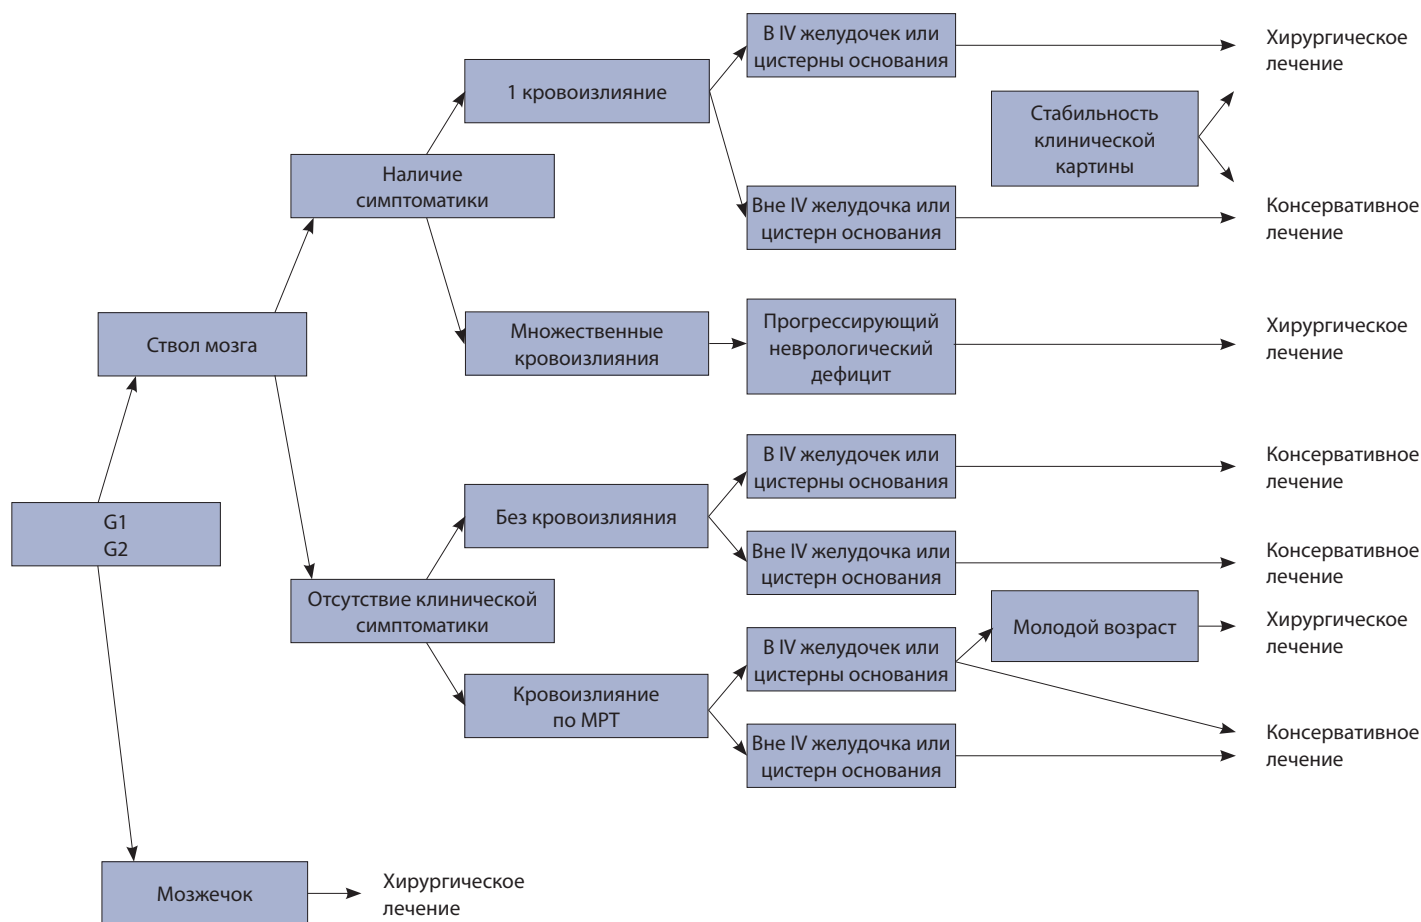 В IV желудочек или
цистерны основания
Хирургическое
лечение
1 кровоизлияние
Стабильность
клинической
картины
Наличие
симптоматики
Вне IV желудочка или
цистерн основания
Консервативное
лечение
Ствол мозга
Множественные
кровоизлияния
Прогрессирующий
неврологический
дефицит
Хирургическое
лечение
В IV желудочек или
цистерны основания
Консервативное
лечение
G1
G2
Без кровоизлияния
Вне IV желудочка или
цистерн основания
Консервативное
лечение
Отсутствие клинической
симптоматики
В IV желудочек или
цистерны основания
Молодой возраст
Хирургическое
лечение
Кровоизлияние
по МРТ
Вне IV желудочка или
цистерн основания
Консервативное
лечение
Мозжечок
Хирургическое
лечение